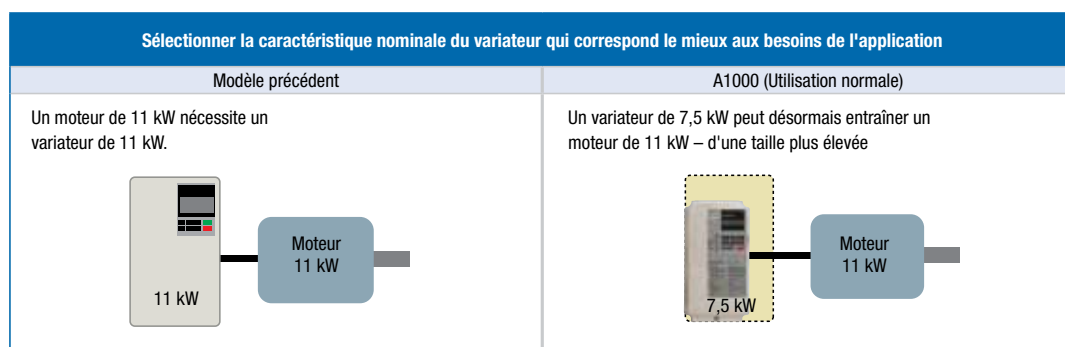 Sélectionner la caractéristique nominale du variateur qui correspond le mieux aux besoins de l'application
Modèle précédent
A1000 (Utilisation normale)
Un moteur de 11 kW nécessite un
variateur de 11 kW.
Un variateur de 7,5 kW peut désormais entraîner un
moteur de 11 kW – d'une taille plus élevée
Moteur
11 kW
11 kW
Moteur
11 kW
7,5 kW